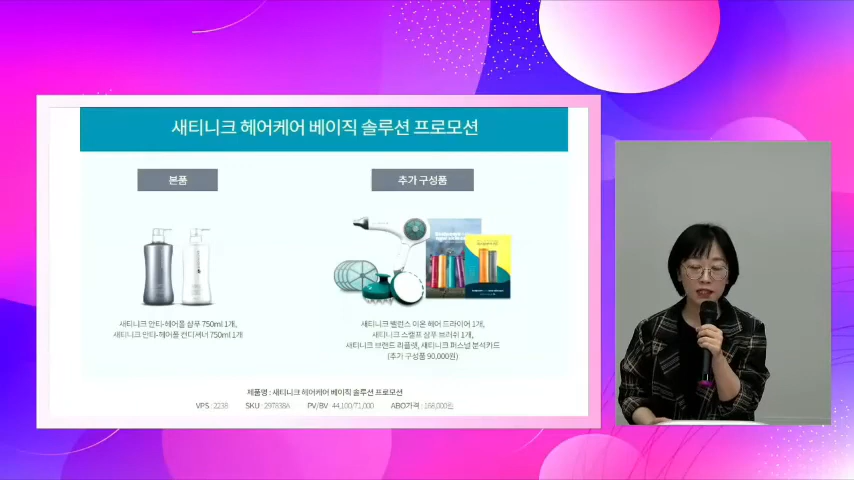 새티니크 헤어케어 베이직 솔루션 프로모션
본품
추가 구성품
새티니크 안티-헤어폴 샴푸 750ml 1개,
새티니크 안티-헤어폴 컨디셔너 750ml 1개
새티니크 밸런스 이온 헤어 드라이어 1개,
새티니크 스캘프 샴푸 브러쉬 1개,
새티니크 브랜드 리플렛, 새티니크 퍼스널 분석카드
(추가 구성품 90,000원)
제품명 : 새티니크 헤어케어 베이직 솔루션 프로모션
VPS : 2238 SKU : 297838A PV/BV : 44,100/71,000 ABO가격 : 168,000원